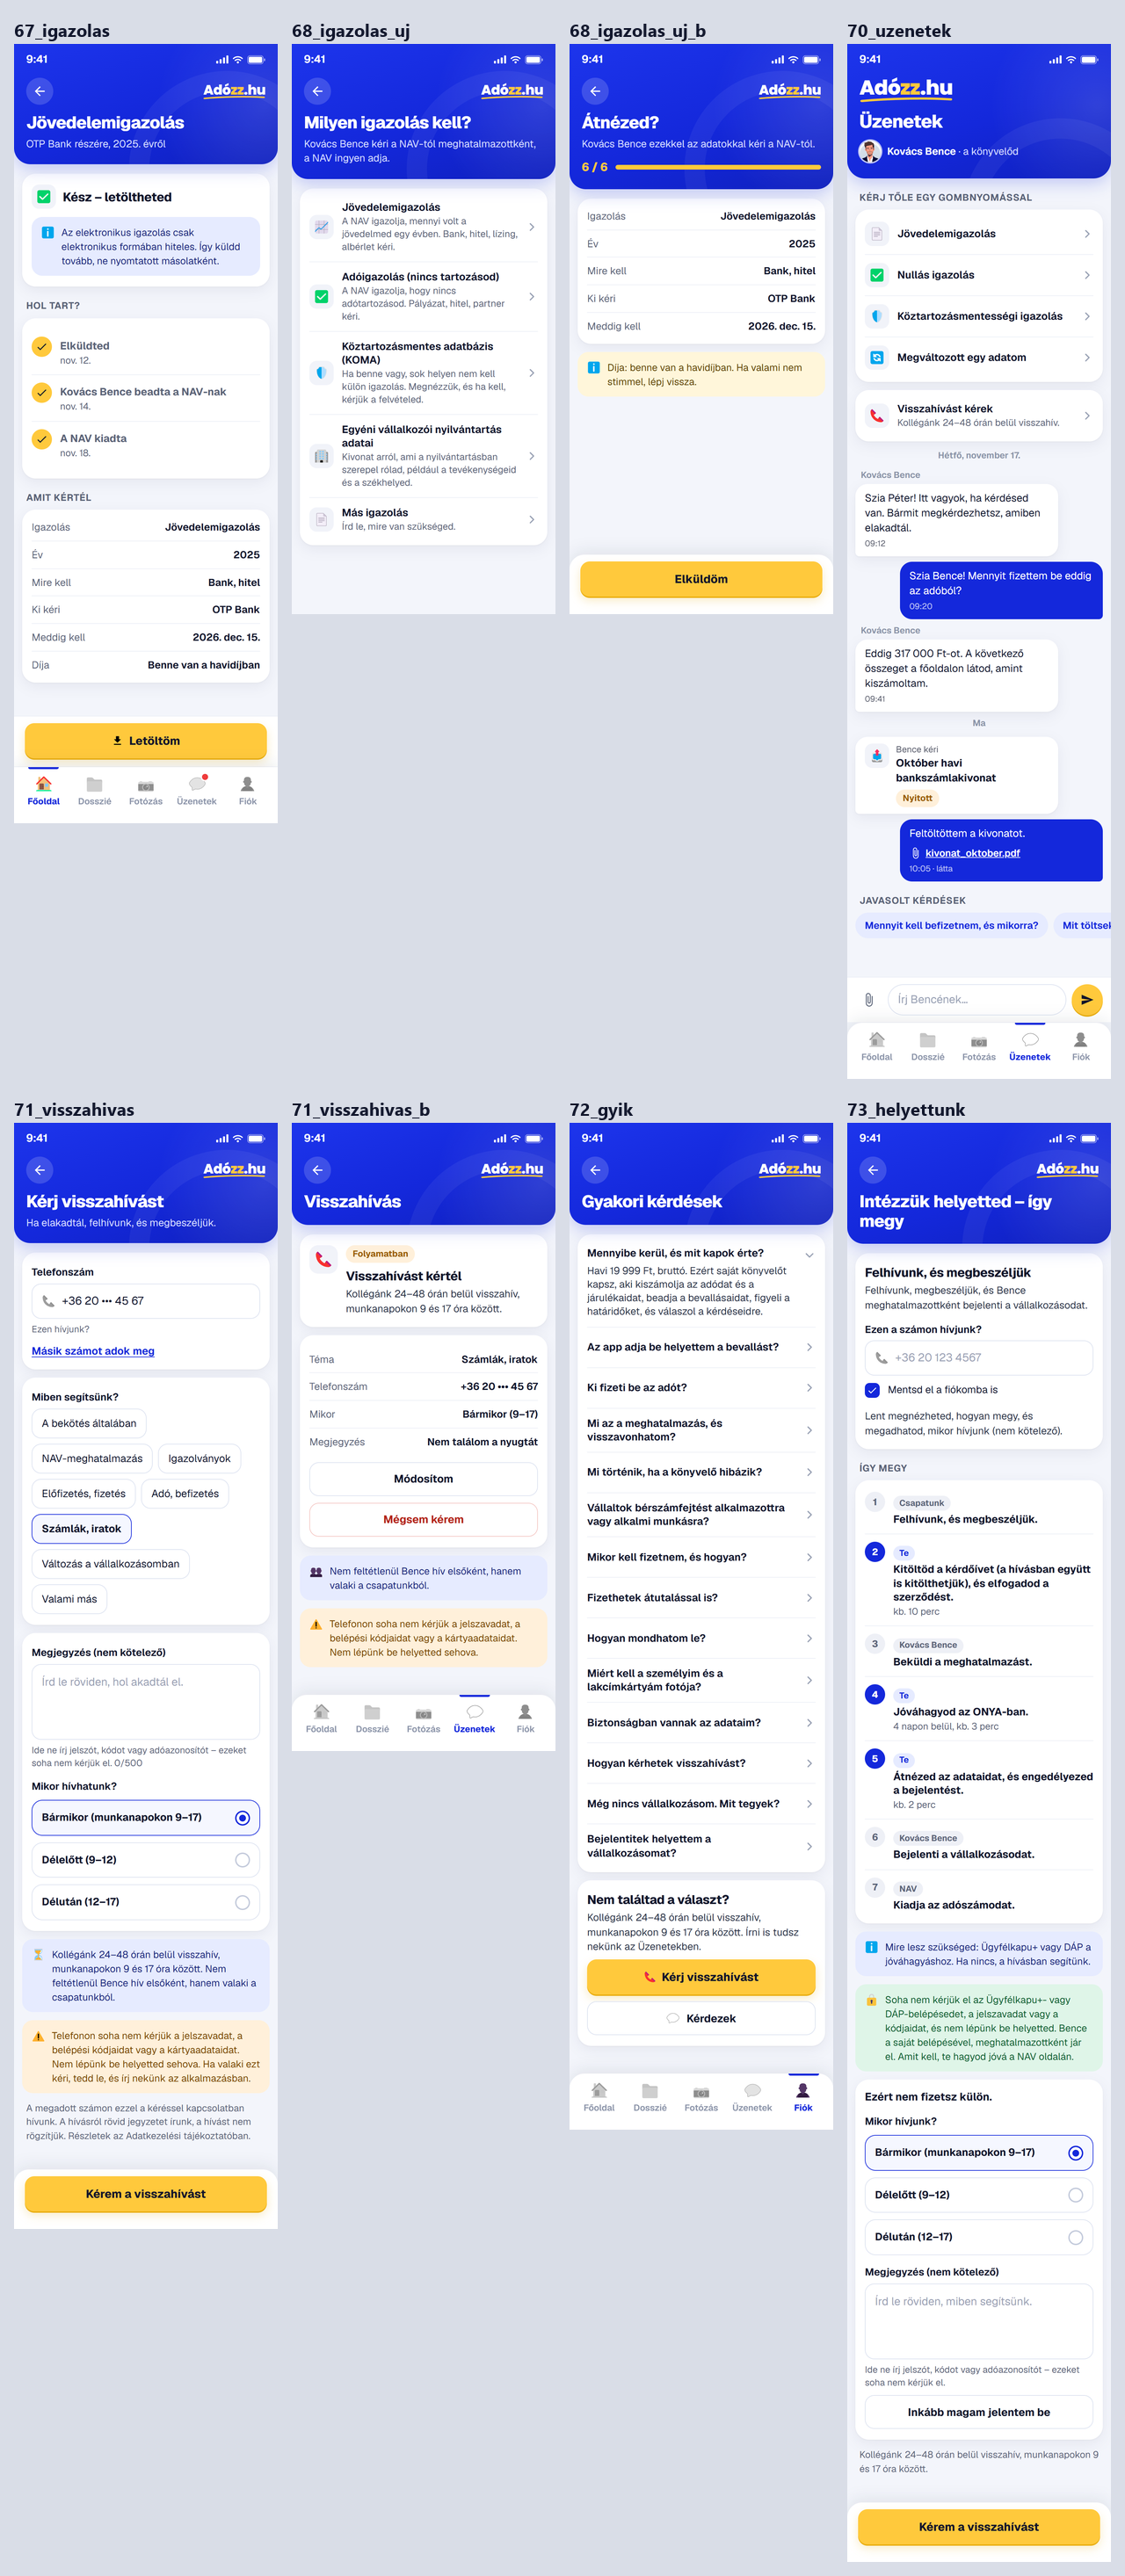 67_igazolas
9:41
Adózz.hu
Jövedelemigazolás
OTP Bank részére, 2025. évről
Kész – letöltheted
Az elektronikus igazolás csak
elektronikus formában hiteles. Így küldd
tovább, ne nyomtatott másolatként.
HOL TART?
Elküldted
nov. 12.
Kovács Bence beadta a NAV-nak
nov. 14.
A NAV kiadta
nov. 18.
AMIT KÉRTÉL
Igazolás Jövedelemigazolás
Év 2025
Mire kell Bank, hitel
Ki kéri OTP Bank
Meddig kell 2026. dec. 15.
Díja Benne van a havidíjban
Letöltöm
Főoldal Dosszié Fotózás Üzenetek Fiók
68_igazolas_uj
9:41
Adózz.hu
Milyen igazolás kell?
Kovács Bence kéri a NAV-tól meghatalmazottként,
a NAV ingyen adja.
Jövedelemigazolás
A NAV igazolja, mennyi volt a
jövedelmed egy évben. Bank, hitel, lízing,
albérlet kéri.
Adóigazolás (nincs tartozásod)
A NAV igazolja, hogy nincs
adótartozásod. Pályázat, hitel, partner
kéri.
Köztartozásmentes adatbázis
(KOMA)
Ha benne vagy, sok helyen nem kell
külön igazolás. Megnézzük, és ha kell,
kérjük a felvételed.
Egyéni vállalkozói nyilvántartás
adatai
Kivonat arról, ami a nyilvántartásban
szerepel rólad, például a tevékenységeid
és a székhelyed.
Más igazolás
Írd le, mire van szükséged.
68_igazolas_uj_b
9:41
Adózz.hu
Átnézed?
Kovács Bence ezekkel az adatokkal kéri a NAV-tól.
6 / 6
Igazolás Jövedelemigazolás
Év 2025
Mire kell Bank, hitel
Ki kéri OTP Bank
Meddig kell 2026. dec. 15.
Díja: benne van a havidíjban. Ha valami nem
stimmel, lépj vissza.
Elküldöm
70_uzenetek
9:41
Adózz.hu
Üzenetek
Kovács Bence · a könyvelőd
KÉRJ TŐLE EGY GOMBNYOMÁSSAL
Jövedelemigazolás
Nullás igazolás
Köztartozásmentességi igazolás
Megváltozott egy adatom
Visszahívást kérek
Kollégánk 24–48 órán belül visszahív.
Hétfő, november 17.
Kovács Bence
Szia Péter! Itt vagyok, ha kérdésed
van. Bármit megkérdezhetsz, amiben
elakadtál.
09:12
Szia Bence! Mennyit fizettem be eddig
az adóból?
09:20
Kovács Bence
Eddig 317 000 Ft-ot. A következő
összeget a főoldalon látod, amint
kiszámoltam.
09:41
Ma
Bence kéri
Október havi
bankszámlakivonat
Nyitott
Feltöltöttem a kivonatot.
kivonat_oktober.pdf
10:05 · látta
JAVASOLT KÉRDÉSEK
Mennyit kell befizetnem, és mikorra? Mit töltsek
Írj Bencének...
Főoldal Dosszié Fotózás Üzenetek Fiók
71_visszahivas
9:41
Adózz.hu
Kérj visszahívást
Ha elakadtál, felhívunk, és megbeszéljük.
Telefonszám
+36 20 ••• 45 67
Ezen hívjunk?
Másik számot adok meg
Miben segítsünk?
A bekötés általában
NAV-meghatalmazás Igazolványok
Előfizetés, fizetés Adó, befizetés
Számlák, iratok
Változás a vállalkozásomban
Valami más
Megjegyzés (nem kötelező)
Írd le röviden, hol akadtál el.
Ide ne írj jelszót, kódot vagy adóazonosítót – ezeket
soha nem kérjük el. 0/500
Mikor hívhatunk?
Bármikor (munkanapokon 9–17)
Délelőtt (9–12)
Délután (12–17)
Kollégánk 24–48 órán belül visszahív,
munkanapokon 9 és 17 óra között. Nem
feltétlenül Bence hív elsőként, hanem valaki a
csapatunkból.
Telefonon soha nem kérjük a jelszavadat, a
belépési kódjaidat vagy a kártyaadataidat.
Nem lépünk be helyetted sehova. Ha valaki ezt
kéri, tedd le, és írj nekünk az alkalmazásban.
A megadott számon ezzel a kéréssel kapcsolatban
hívunk. A hívásról rövid jegyzetet írunk, a hívást nem
rögzítjük. Részletek az Adatkezelési tájékoztatóban.
Kérem a visszahívást
71_visszahivas_b
9:41
Adózz.hu
Visszahívás
Folyamatban
Visszahívást kértél
Kollégánk 24–48 órán belül visszahív,
munkanapokon 9 és 17 óra között.
Téma Számlák, iratok
Telefonszám +36 20 ••• 45 67
Mikor Bármikor (9–17)
Megjegyzés Nem találom a nyugtát
Módosítom
Mégsem kérem
Nem feltétlenül Bence hív elsőként, hanem
valaki a csapatunkból.
Telefonon soha nem kérjük a jelszavadat, a
belépési kódjaidat vagy a kártyaadataidat.
Nem lépünk be helyetted sehova.
Főoldal Dosszié Fotózás Üzenetek Fiók
72_gyik
9:41
Adózz.hu
Gyakori kérdések
Mennyibe kerül, és mit kapok érte?
Havi 19 999 Ft, bruttó. Ezért saját könyvelőt
kapsz, aki kiszámolja az adódat és a
járulékaidat, beadja a bevallásaidat, figyeli a
határidőket, és válaszol a kérdéseidre.
Az app adja be helyettem a bevallást?
Ki fizeti be az adót?
Mi az a meghatalmazás, és
visszavonhatom?
Mi történik, ha a könyvelő hibázik?
Vállaltok bérszámfejtést alkalmazottra
vagy alkalmi munkásra?
Mikor kell fizetnem, és hogyan?
Fizethetek átutalással is?
Hogyan mondhatom le?
Miért kell a személyim és a
lakcímkártyám fotója?
Biztonságban vannak az adataim?
Hogyan kérhetek visszahívást?
Még nincs vállalkozásom. Mit tegyek?
Bejelentitek helyettem a
vállalkozásomat?
Nem találtad a választ?
Kollégánk 24–48 órán belül visszahív,
munkanapokon 9 és 17 óra között. Írni is tudsz
nekünk az Üzenetekben.
Kérj visszahívást
Kérdezek
Főoldal Dosszié Fotózás Üzenetek Fiók
73_helyettunk
9:41
Adózz.hu
Intézzük helyetted – így
megy
Felhívunk, és megbeszéljük
Felhívunk, megbeszéljük, és Bence
meghatalmazottként bejelenti a vállalkozásodat.
Ezen a számon hívjunk?
+36 20 123 4567
Mentsd el a fiókomba is
Lent megnézheted, hogyan megy, és
megadhatod, mikor hívjunk (nem kötelező).
ÍGY MEGY
1 Csapatunk
Felhívunk, és megbeszéljük.
2 Te
Kitöltöd a kérdőívet (a hívásban együtt
is kitölthetjük), és elfogadod a
szerződést.
kb. 10 perc
3 Kovács Bence
Beküldi a meghatalmazást.
4 Te
Jóváhagyod az ONYA-ban.
4 napon belül, kb. 3 perc
5 Te
Átnézed az adataidat, és engedélyezed
a bejelentést.
kb. 2 perc
6 Kovács Bence
Bejelenti a vállalkozásodat.
7 NAV
Kiadja az adószámodat.
Mire lesz szükséged: Ügyfélkapu+ vagy DÁP a
jóváhagyáshoz. Ha nincs, a hívásban segítünk.
Soha nem kérjük el az Ügyfélkapu+- vagy
DÁP-belépésedet, a jelszavadat vagy a
kódjaidat, és nem lépünk be helyetted. Bence
a saját belépésével, meghatalmazottként jár
el. Amit kell, te hagyod jóvá a NAV oldalán.
Ezért nem fizetsz külön.
Mikor hívjunk?
Bármikor (munkanapokon 9–17)
Délelőtt (9–12)
Délután (12–17)
Megjegyzés (nem kötelező)
Írd le röviden, miben segítsünk.
Ide ne írj jelszót, kódot vagy adóazonosítót – ezeket
soha nem kérjük el.
Inkább magam jelentem be
Kollégánk 24–48 órán belül visszahív, munkanapokon 9
és 17 óra között.
Kérem a visszahívást